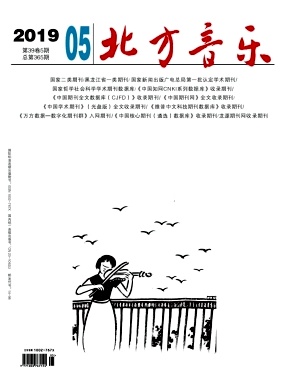 2019
第39卷5期
总第365期
05
北方音乐
国家二类期刊/黑龙江省一类期刊/国家新闻出版广电总局第一批认定学术期刊/
国家哲学社会科学学术期刊数据库/《中国知网CNKI系列数据库》收录期刊/
《中国期刊全文数据库（CJFD）》收录期刊/《中国期刊网》全文收录期刊/
《中国学术期刊》（光盘版）全文收录期刊/《维普中文科技期刊数据库》收录期刊/
《万方数据—数字化期刊群》入网期刊/《中国核心期刊（遴选）数据库》收录期刊/龙源期刊网收录期刊
ISSN 1002-767X